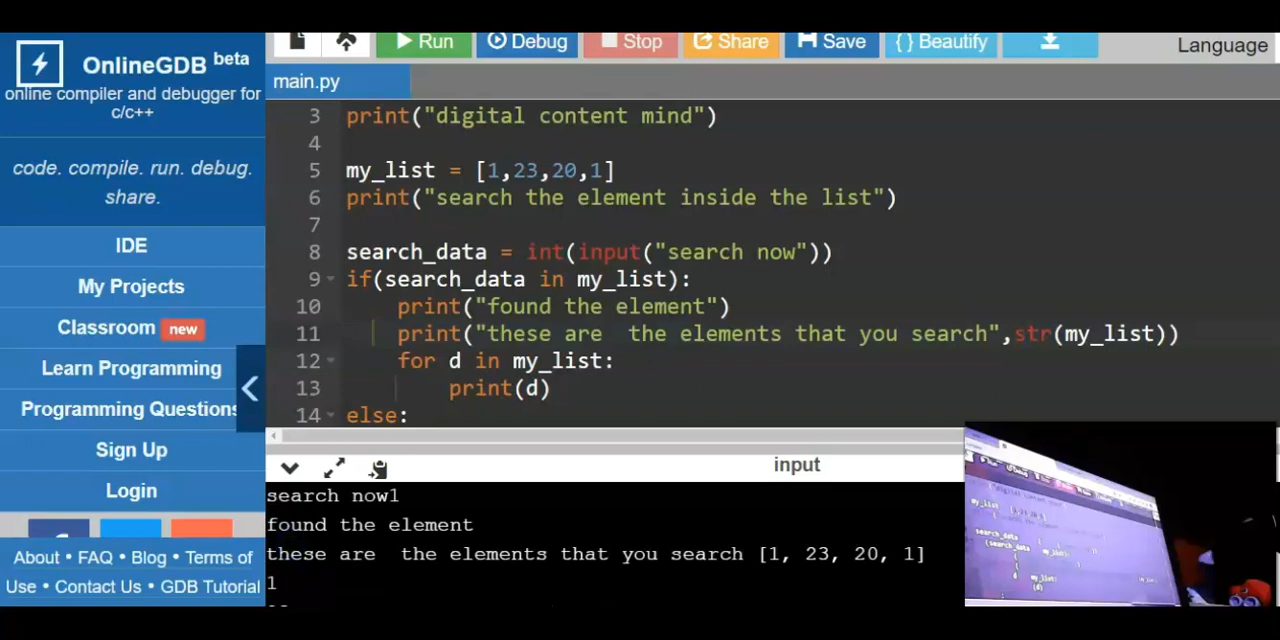 OnlineGDB beta
online compiler and debugger for
c/c++
code. compile. run. debug.
share.
IDE
My Projects
Classroom new
Learn Programming
Programming Questions
Sign Up
Login
About • FAQ • Blog • Terms of
Use • Contact Us • GDB Tutorial
Run Debug Stop Share Save { } Beautify Language
main.py
3 print("digital content mind")
4
5 my_list = [1,23,20,1]
6 print("search the element inside the list")
7
8 search_data = int(input("search now"))
9 if(search_data in my_list):
10 print("found the element")
11 print("these are  the elements that you search",str(my_list))
12 for d in my_list:
13 print(d)
14 else:
input
search now1
found the element
these are  the elements that you search [1, 23, 20, 1]
1